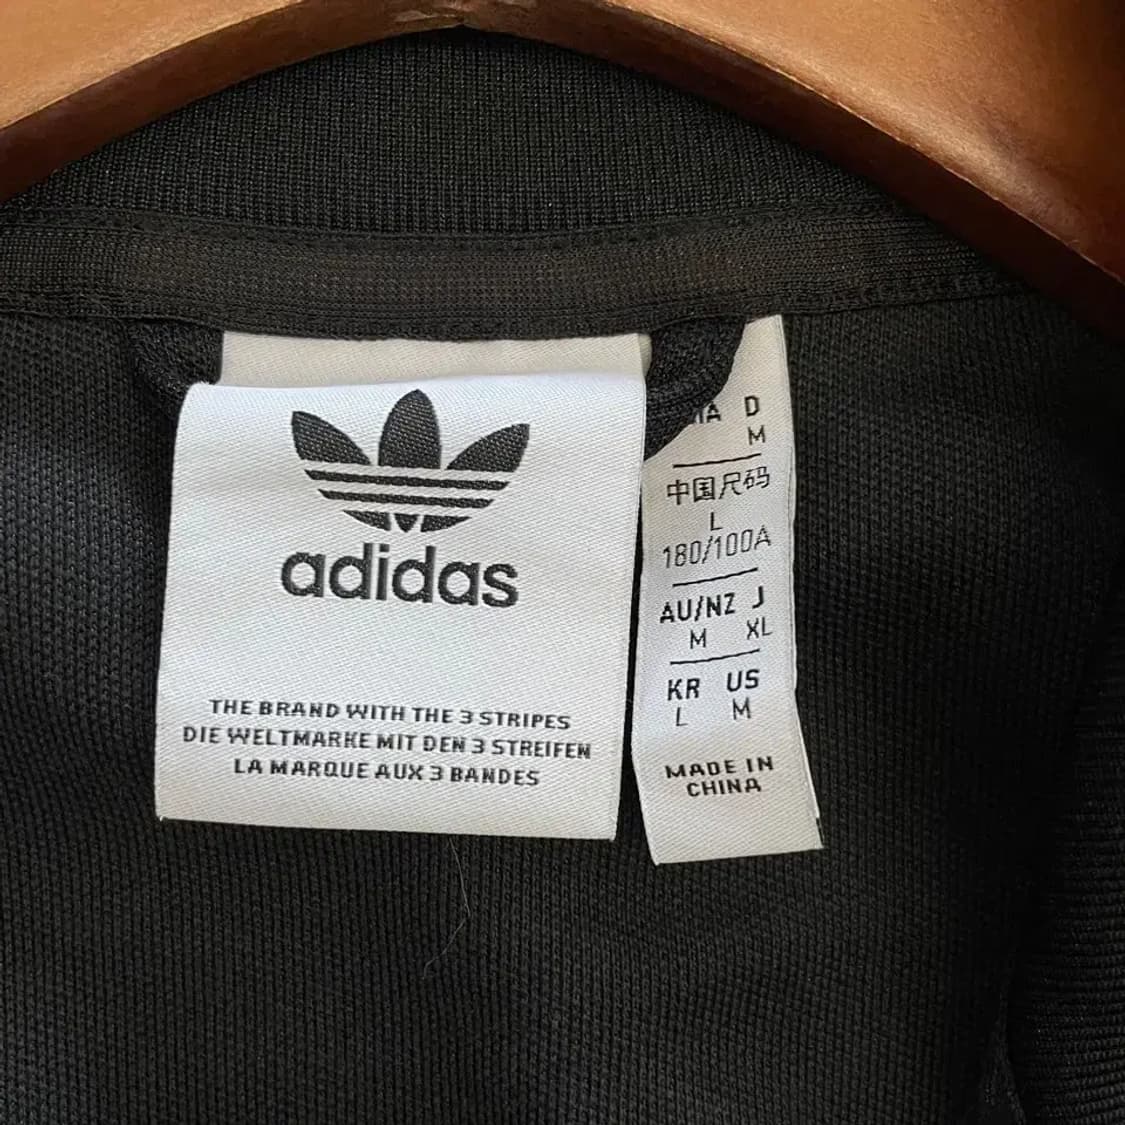 adidas
THE BRAND WITH THE 3 STRIPES
DIE WELTMARKE MIT DEN 3 STREIFEN
LA MARQUE AUX 3 BANDES
D
M
中国尺码
L
180/100A
AU/NZ J
M XL
KR US
L M
MADE IN
CHINA